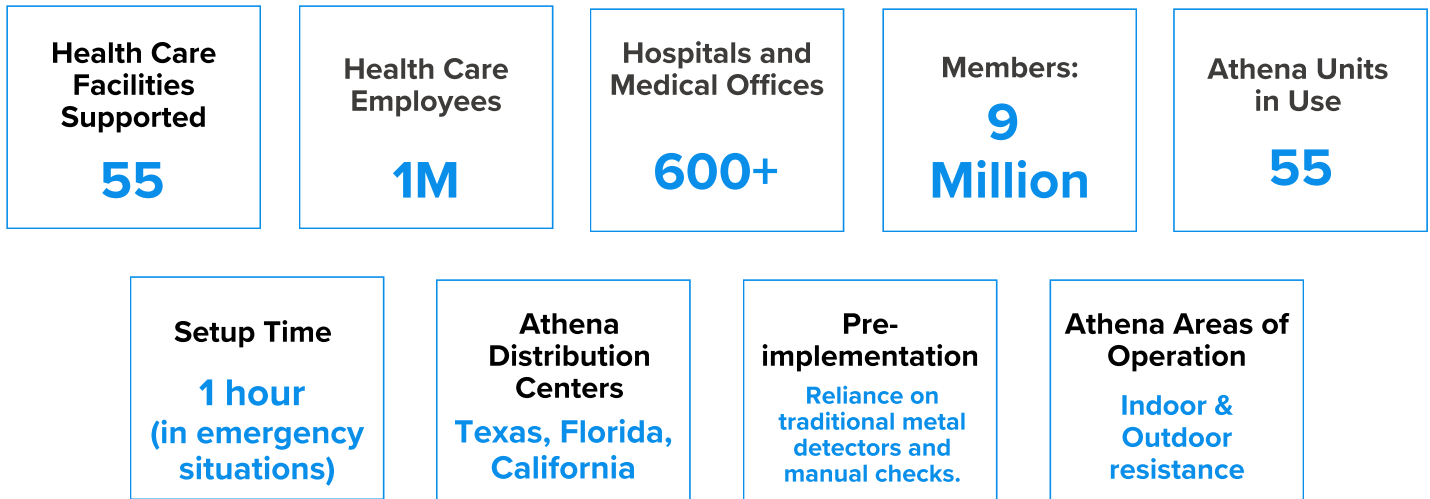 Health Care
Facilities
Supported
55
Health Care
Employees
1M
Hospitals and
Medical Offices
600+
Members:
9
Million
Athena Units
in Use
55
Setup Time
1 hour
(in emergency
situations)
Athena
Distribution
Centers
Texas, Florida,
California
Pre-
implementation
Reliance on
traditional metal
detectors and
manual checks.
Athena Areas of
Operation
Indoor &
Outdoor
resistance